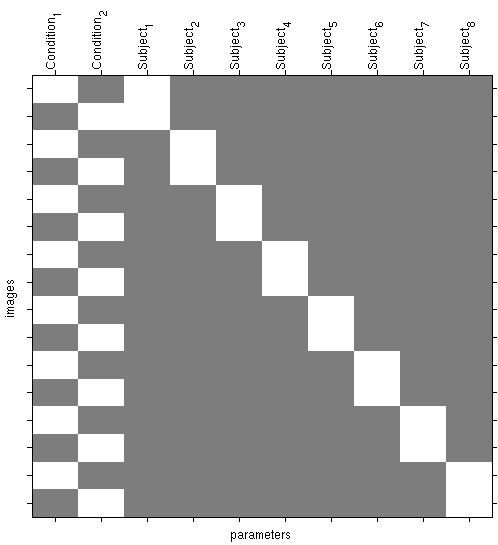 Condition1
Condition2
Subject1
Subject2
Subject3
Subject4
Subject5
Subject6
Subject7
Subject8
images
parameters